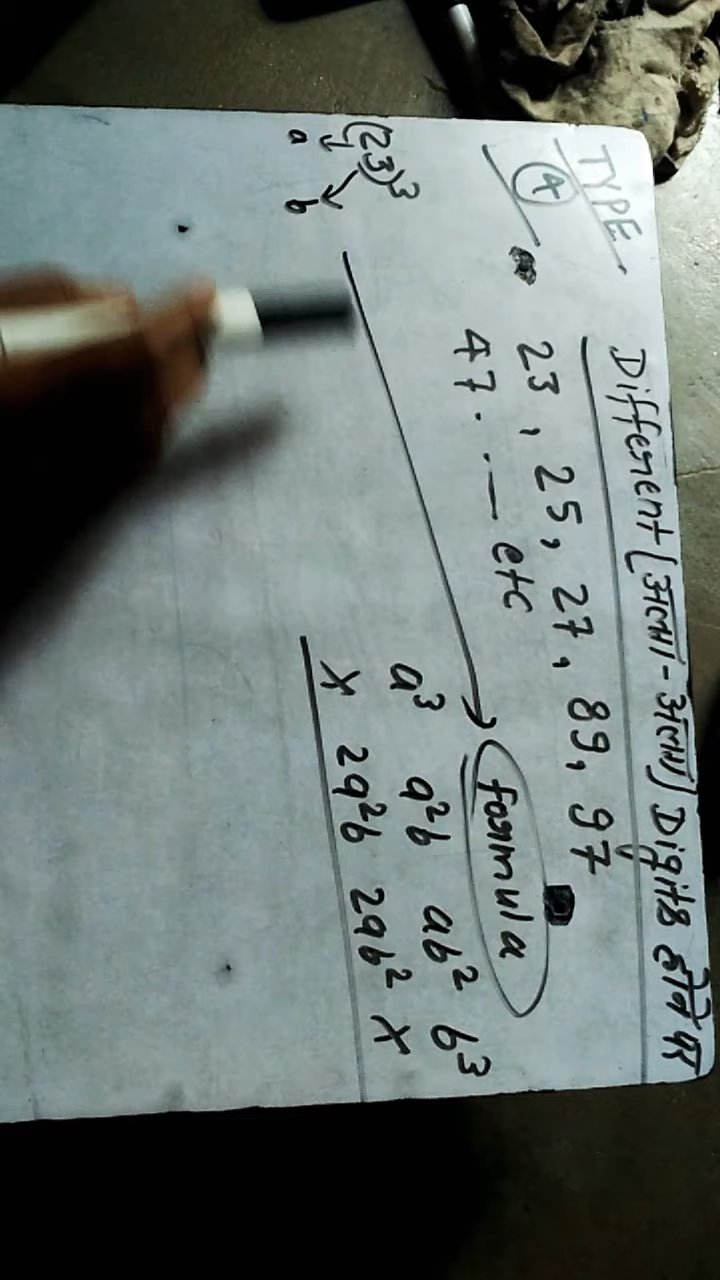 TYPE Different (अलग-अलग) Digits होने पर
4
23, 25, 27, 89, 97
47. .— etc
formula
(23)³
a b
a³ a²b ab² b³
x 2a²b 2ab² x